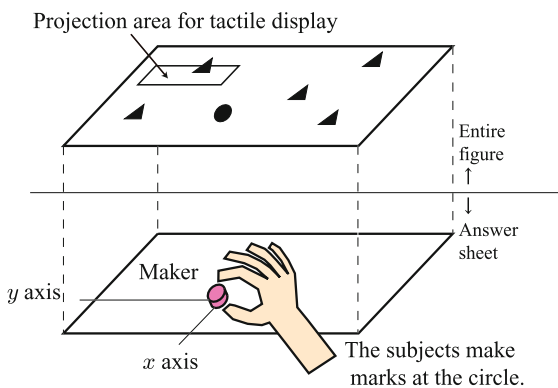 Projection area for tactile display
Entire
figure
Answer
sheet
Maker
y axis
x axis
The subjects make
marks at the circle.